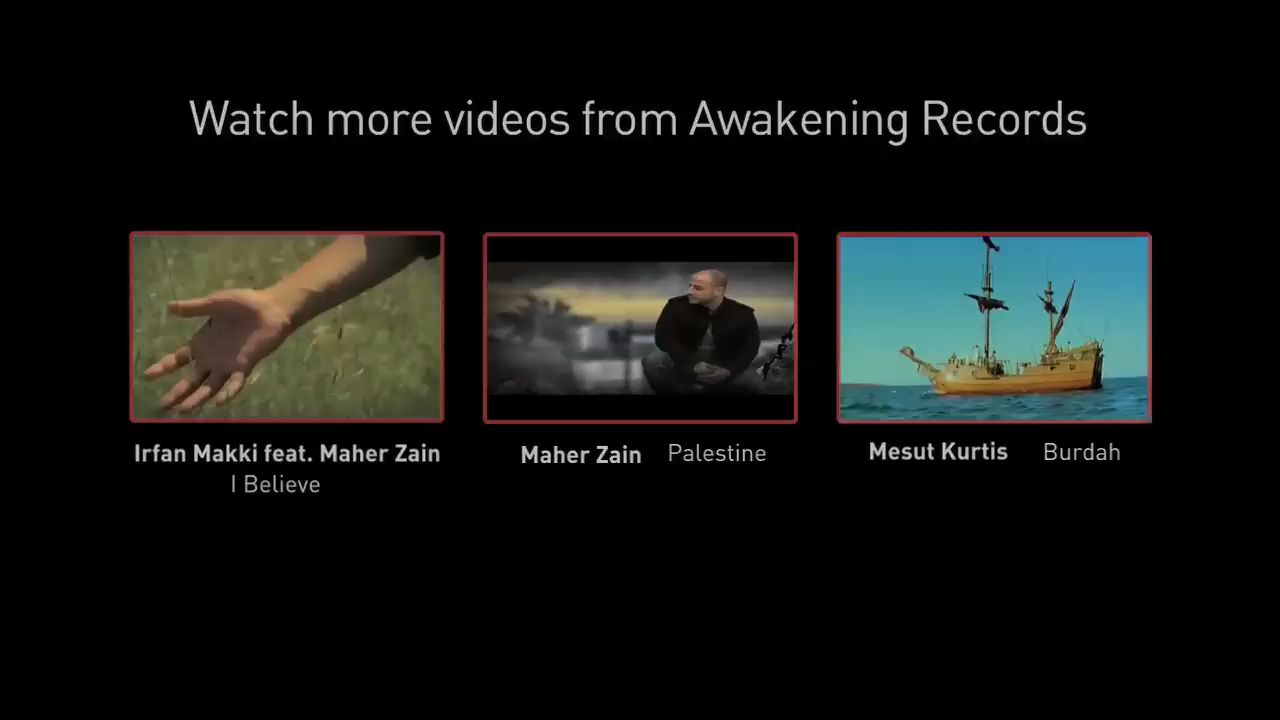 Watch more videos from Awakening Records
Irfan Makki feat. Maher Zain
I Believe
Maher Zain Palestine
Mesut Kurtis Burdah